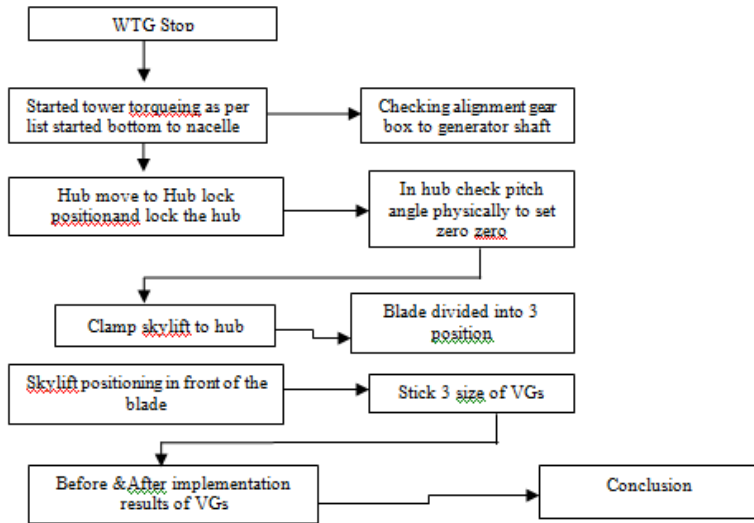 WTG Stop
Started tower torqueing as per
list started bottom to nacelle
Checking alignment gear
box to generator shaft
Hub move to Hub lock
positionand lock the hub
In hub check pitch
angle physically to set
zero zero
Clamp skylift to hub
Blade divided into 3
position
Skylift positioning in front of the
blade
Stick 3 size of VGs
Before &After implementation
results of VGs
Conclusion